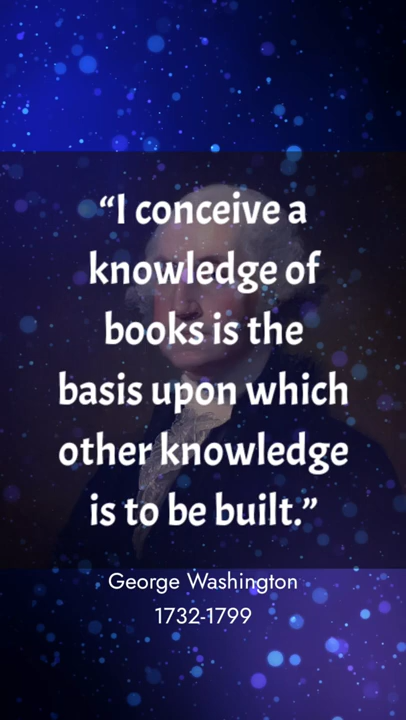 “I conceive a
knowledge of
books is the
basis upon which
other knowledge
is to be built.”
George Washington
1732-1799